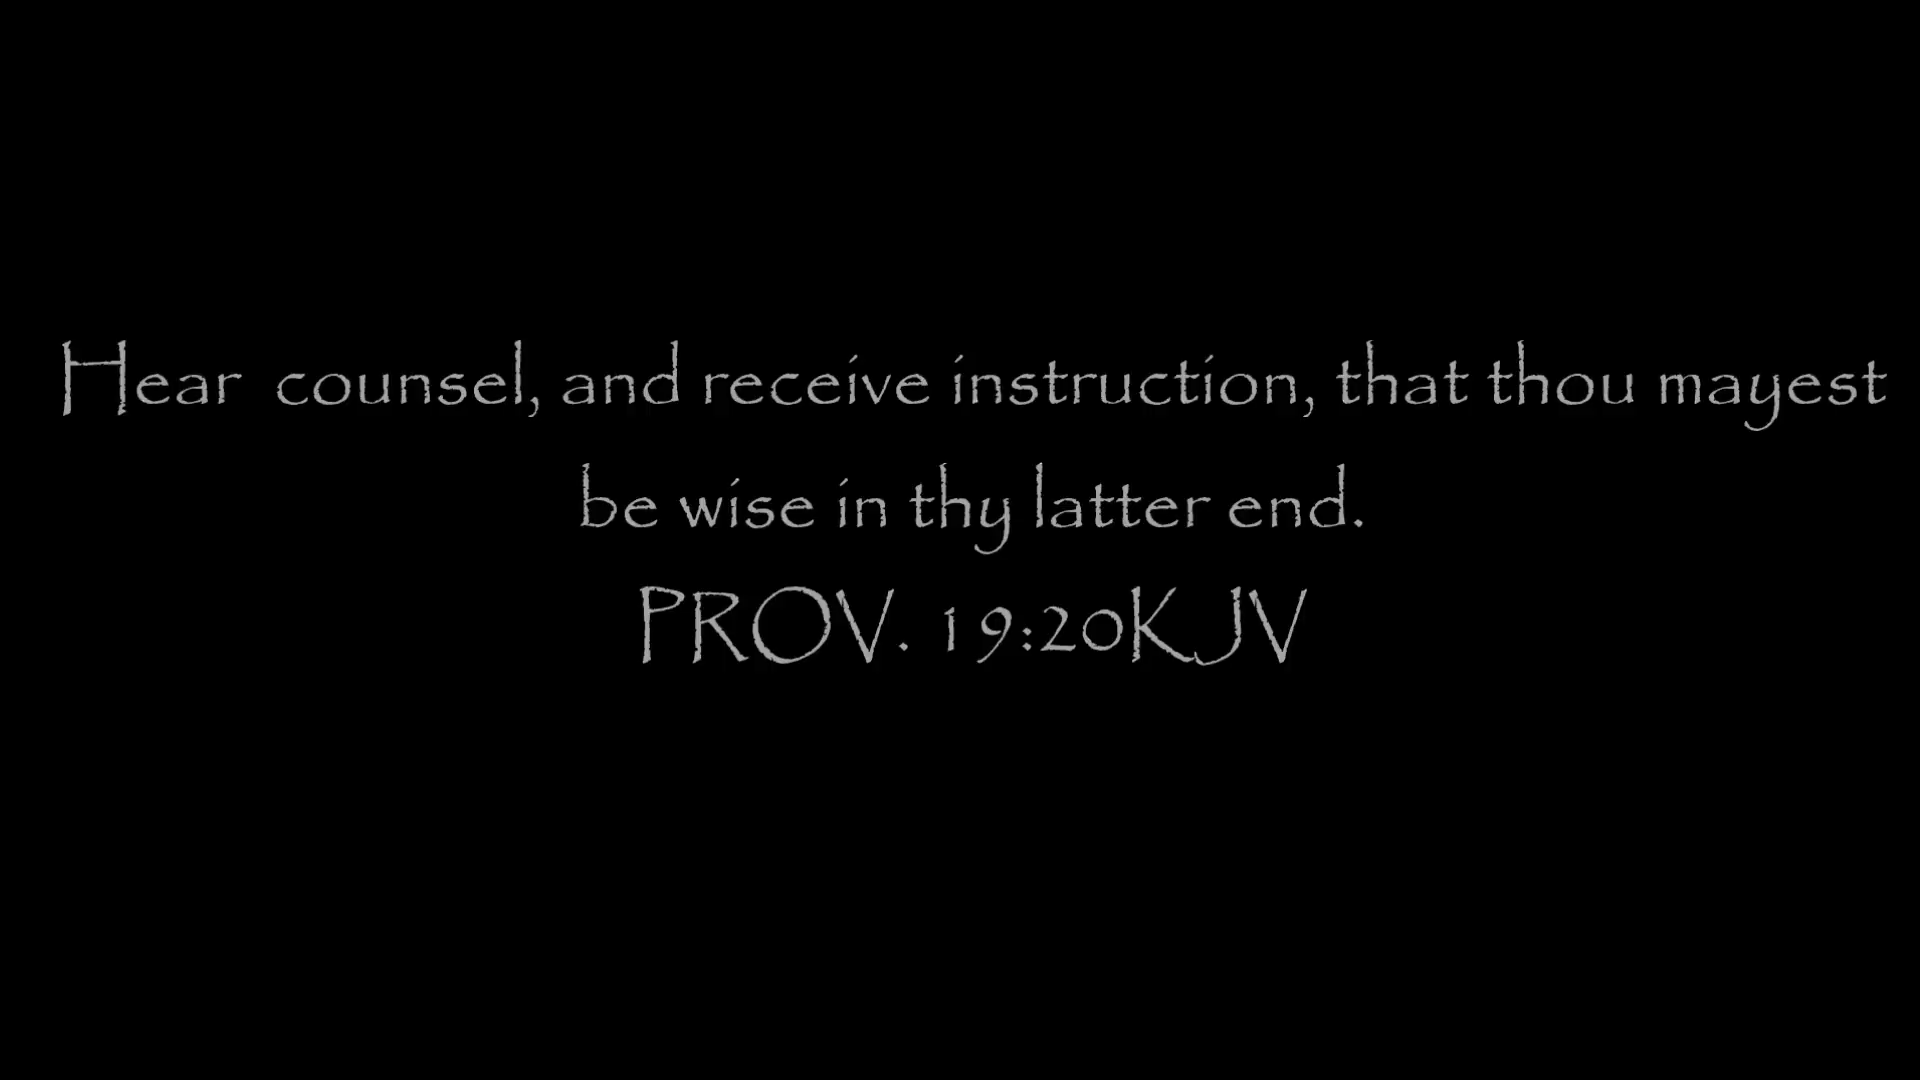 Hear counsel, and receive instruction, that thou mayest
be wise in thy latter end.
PROV. 19:20KJV